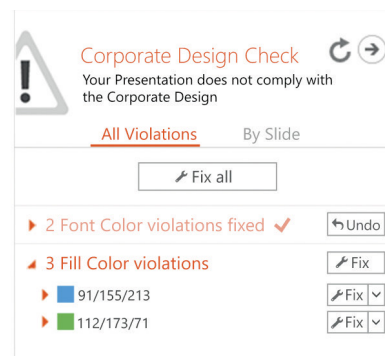 !
Corporate Design Check
Your Presentation does not comply with
the Corporate Design
All Violations By Slide
Fix all
2 Font Color violations fixed Undo
3 Fill Color violations Fix
91/155/213 Fix
112/173/71 Fix